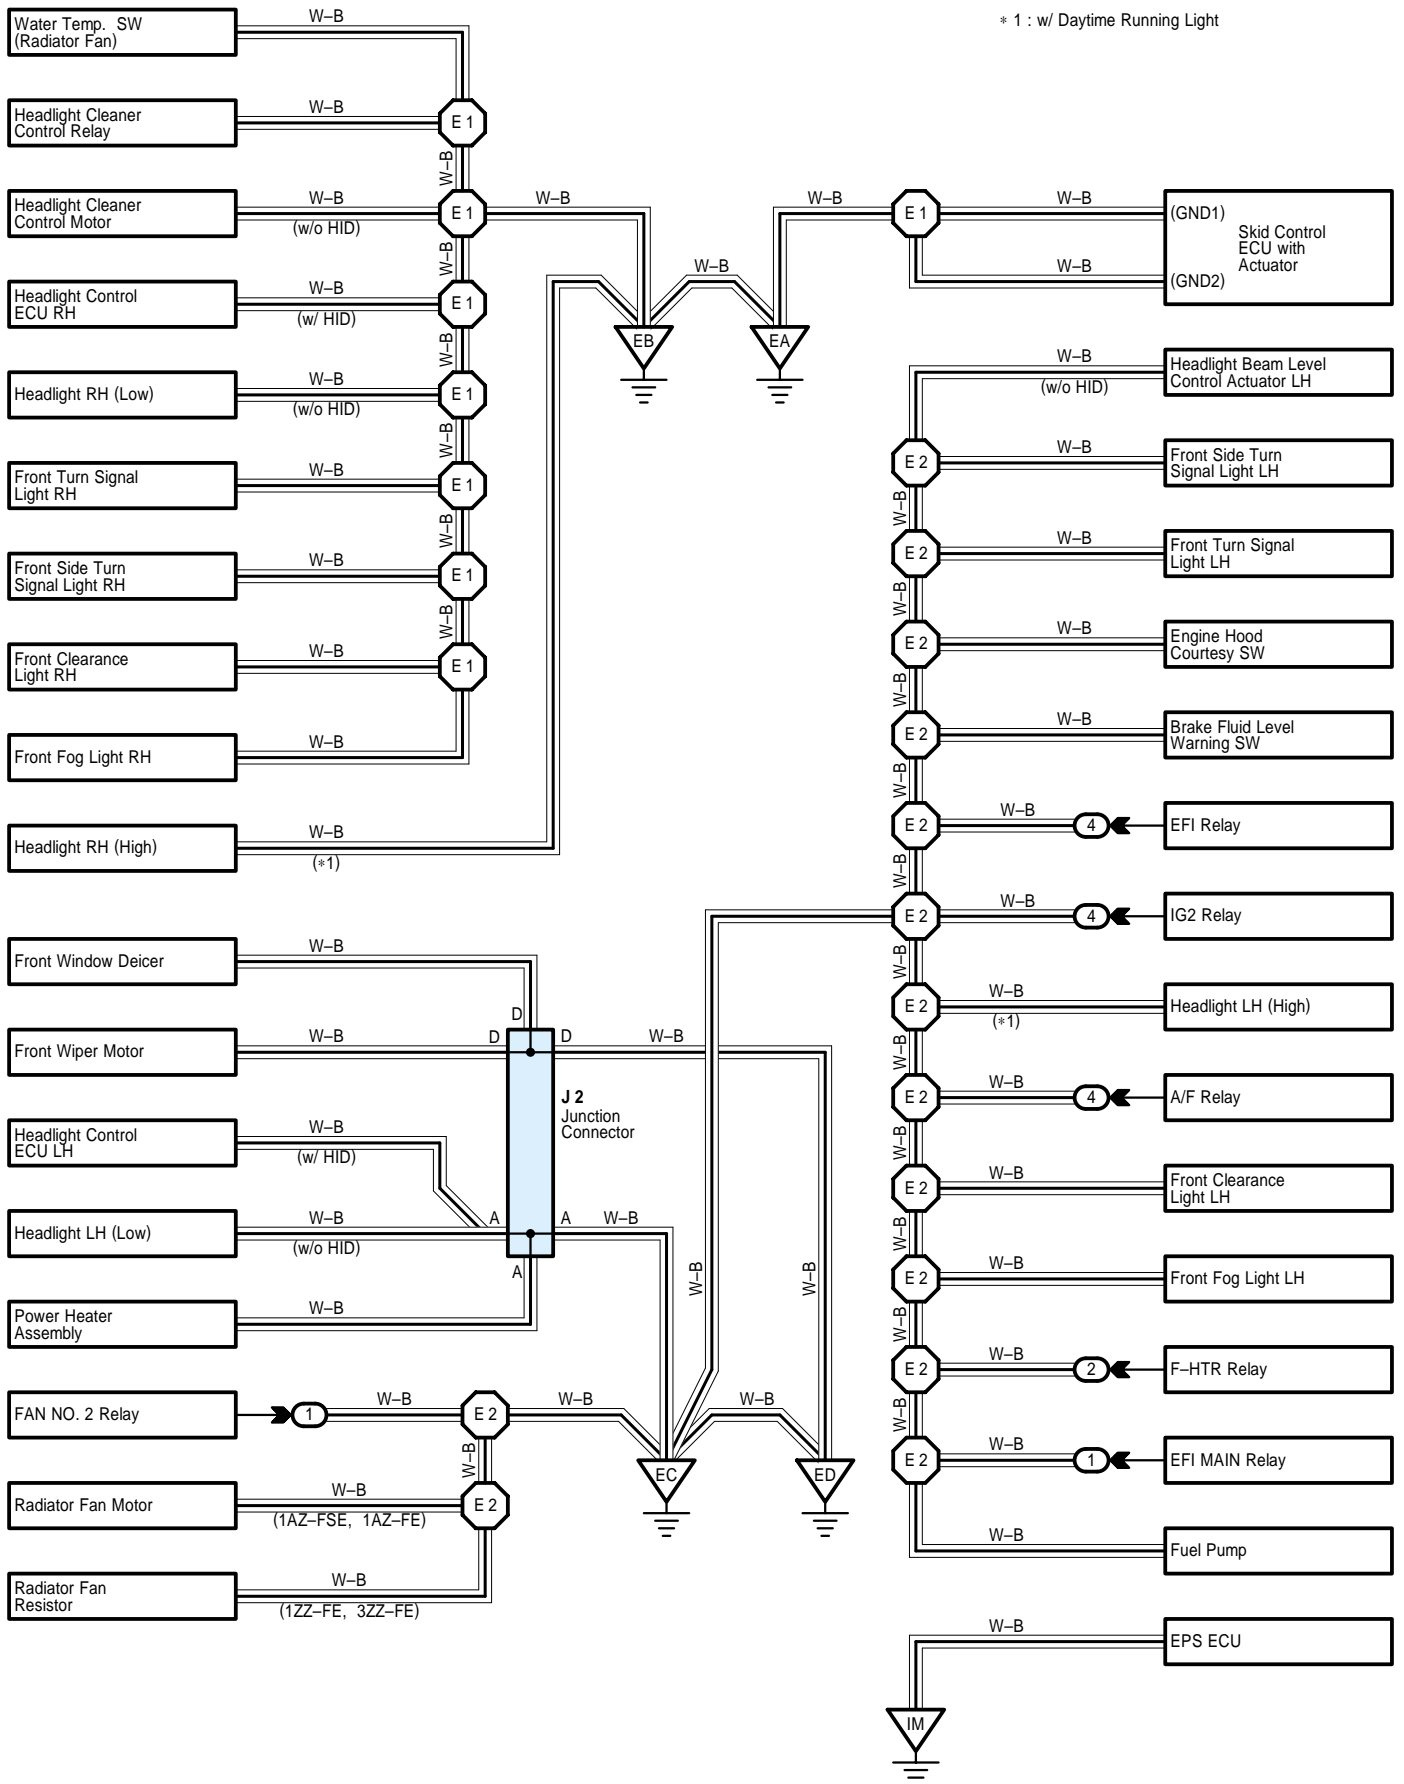 ∗ 1 : w/ Daytime Running Light
W–B
Water Temp. SW
(Radiator Fan)
W–B
Headlight Cleaner
Control Relay
E 1
W–B
W–B
Headlight Cleaner
Control Motor
(w/o HID)
E 1
W–B
W–B
W–B
Headlight Control
ECU RH
(w/ HID)
E 1
W–B
W–B
Headlight RH (Low)
(w/o HID)
E 1
W–B
W–B
Front Turn Signal
Light RH
E 1
W–B
W–B
Front Side Turn
Signal Light RH
E 1
W–B
W–B
Front Clearance
Light RH
E 1
W–B
Front Fog Light RH
W–B
Headlight RH (High)
(∗1)
W–B
EB
EA
W–B
E 1
W–B
(GND1)
Skid Control
ECU with
Actuator
W–B
(GND2)
W–B
Headlight Beam Level
Control Actuator LH
(w/o HID)
W–B
Front Side Turn
Signal Light LH
E 2
W–B
W–B
Front Turn Signal
Light LH
E 2
W–B
W–B
Engine Hood
Courtesy SW
E 2
W–B
W–B
Brake Fluid Level
Warning SW
E 2
W–B
W–B
E 2
4
EFI Relay
W–B
W–B
E 2
4
IG2 Relay
W–B
W–B
E 2
(∗1)
Headlight LH (High)
W–B
W–B
E 2
4
A/F Relay
W–B
W–B
Front Clearance
Light LH
E 2
W–B
W–B
E 2
Front Fog Light LH
W–B
W–B
E 2
2
F–HTR Relay
W–B
W–B
E 2
1
EFI MAIN Relay
W–B
Fuel Pump
W–B
EPS ECU
IM
W–B
Front Window Deicer
D
W–B
Front Wiper Motor
D
D
W–B
J 2
Junction
Connector
W–B
Headlight Control
ECU LH
(w/ HID)
W–B
Headlight LH (Low)
(w/o HID)
A
A
W–B
A
W–B
Power Heater
Assembly
W–B
W–B
FAN NO. 2 Relay
1
W–B
E 2
W–B
W–B
Radiator Fan Motor
W–B
(1AZ–FSE, 1AZ–FE)
E 2
W–B
EC
ED
Radiator Fan
Resistor
W–B
(1ZZ–FE, 3ZZ–FE)